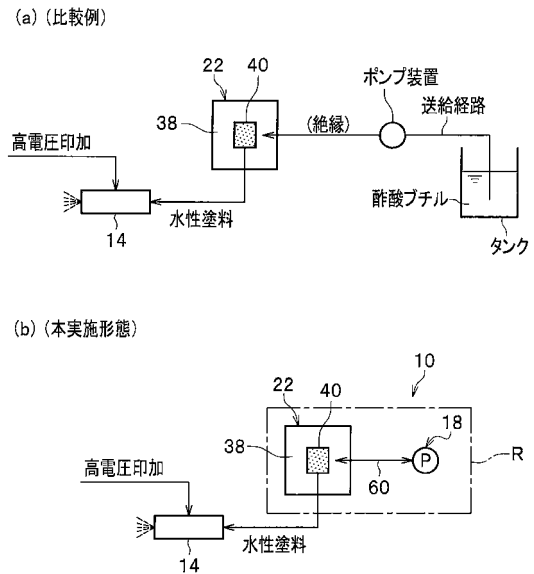 (a)(比較例)
22
40
ポンプ装置
38
(絶縁)
送給経路
高電圧印加
酢酸ブチル
14
水性塗料
タンク
(b)(本実施形態)
10
22
40
18
38
P
R
高電圧印加
60
14
水性塗料